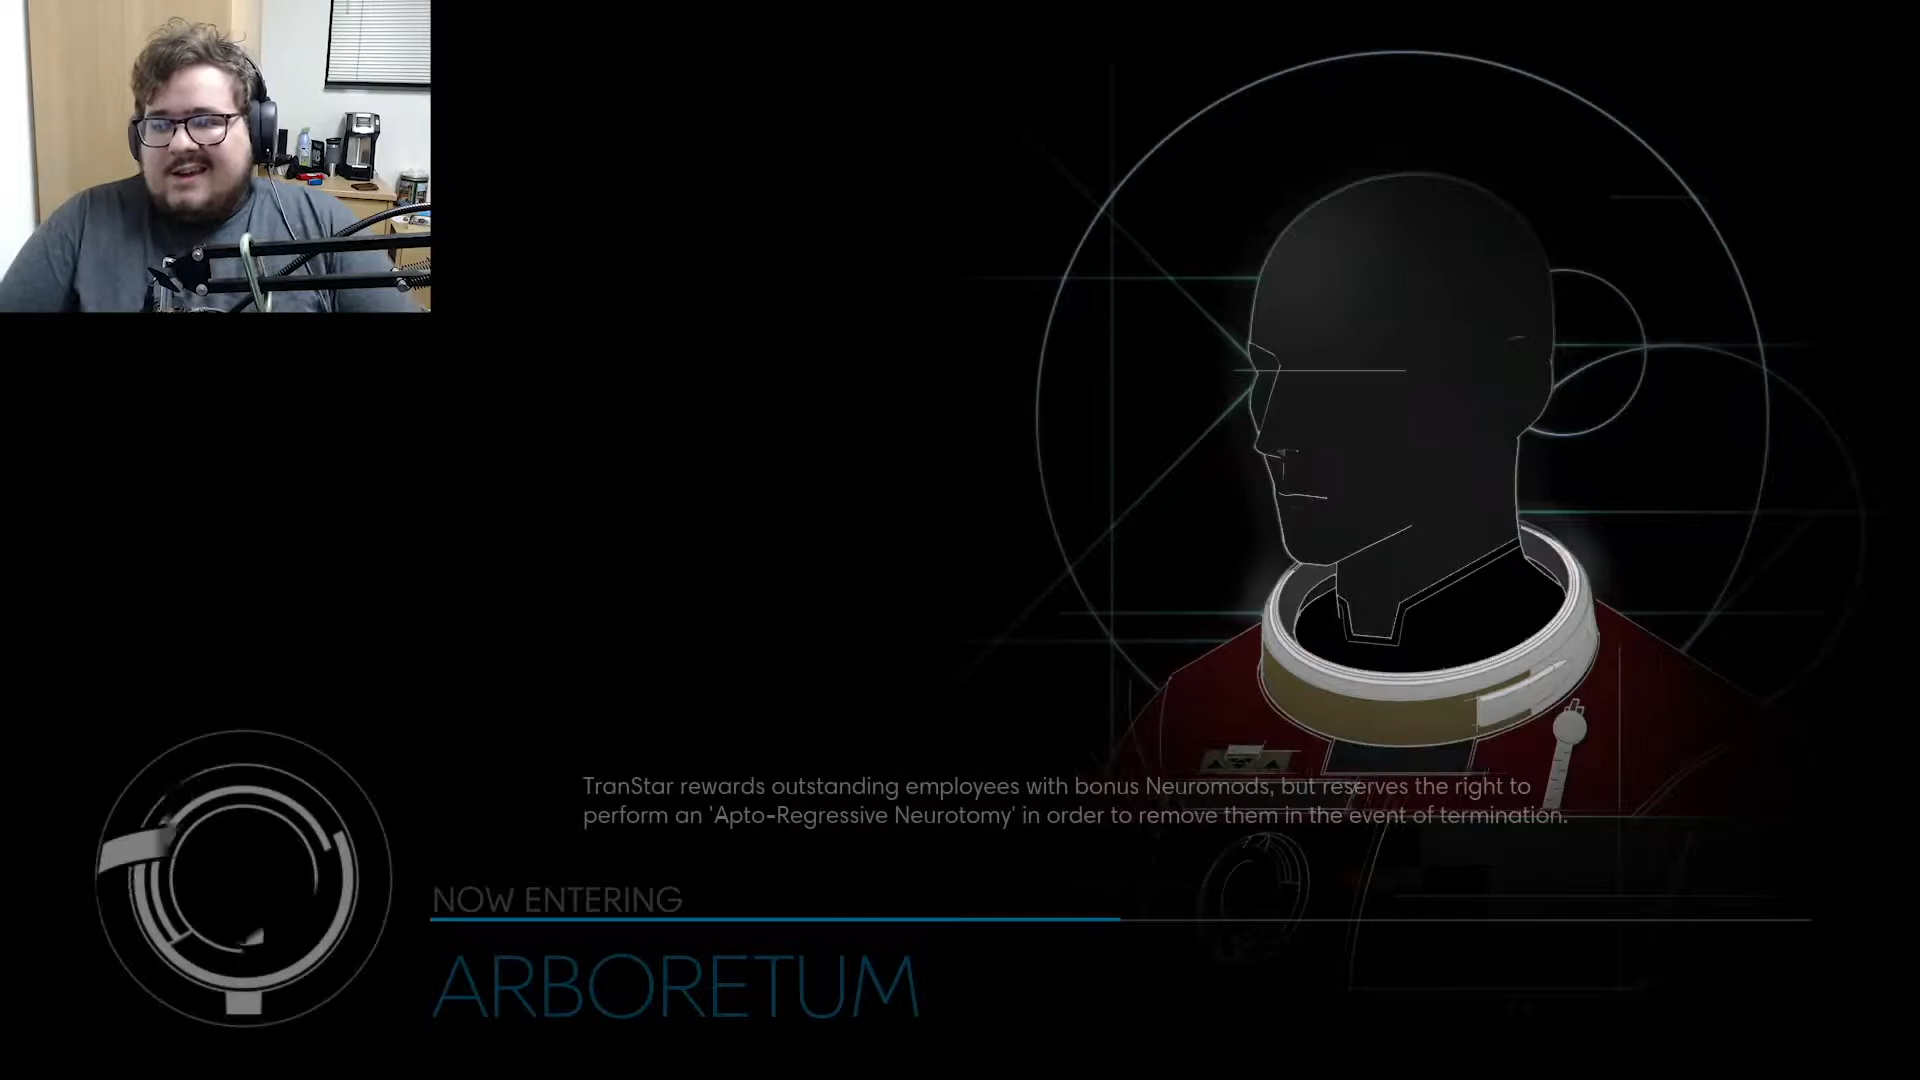 TranStar rewards outstanding employees with bonus Neuromods, but reserves the right to
perform an 'Apto-Regressive Neurotomy' in order to remove them in the event of termination.
NOW ENTERING
ARBORETUM